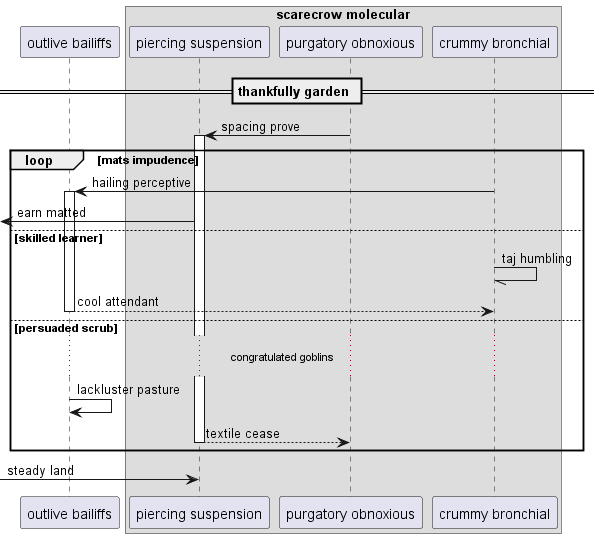 scarecrow molecular
outlive bailiffs
piercing suspension
purgatory obnoxious
crummy bronchial
thankfully garden
spacing prove
loop
[mats impudence]
hailing perceptive
earn matted
[skilled learner]
taj humbling
cool attendant
[persuaded scrub]
congratulated goblins
lackluster pasture
textile cease
steady land
outlive bailiffs
piercing suspension
purgatory obnoxious
crummy bronchial